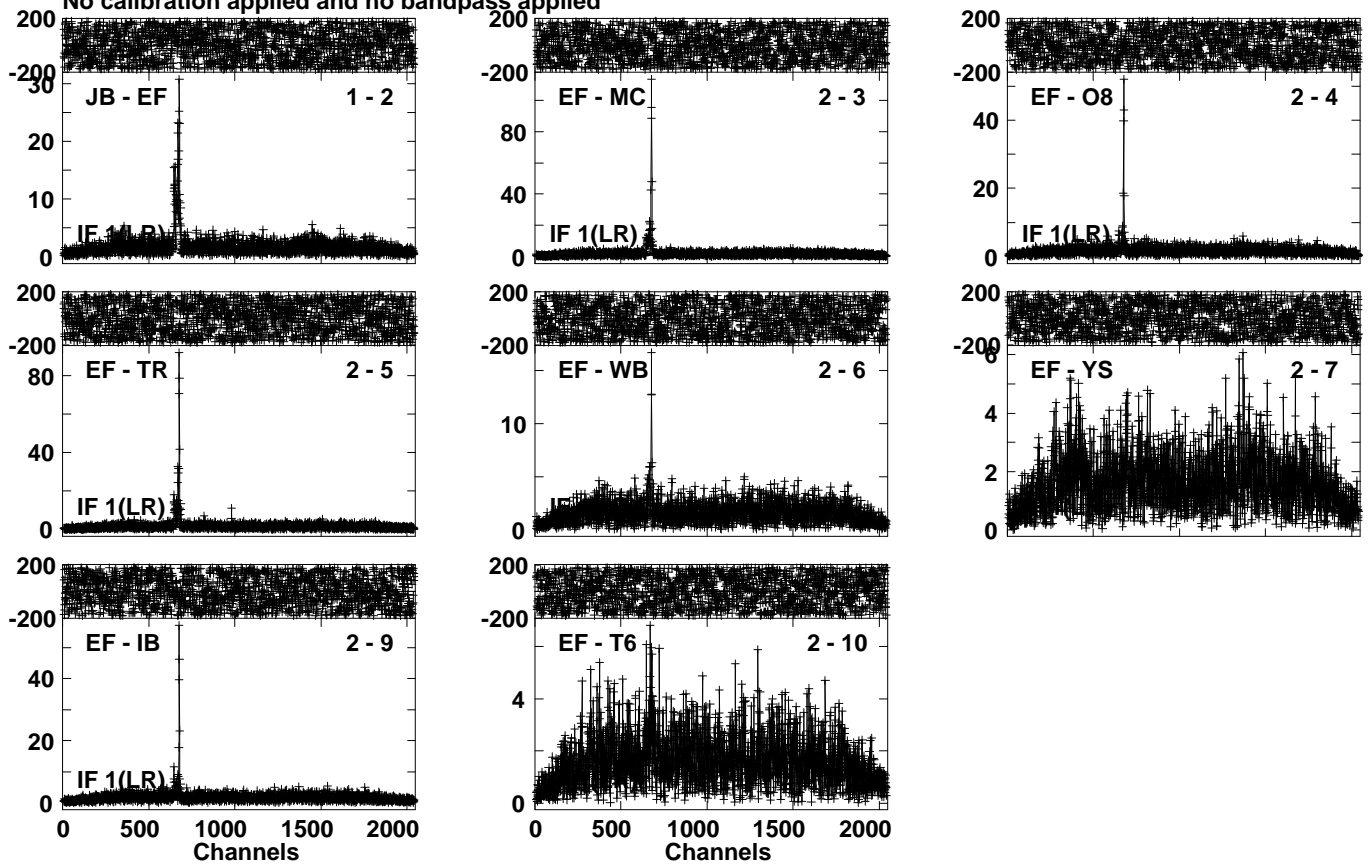 No calibration applied and no bandpass applied
200 200 200
-200 -200 -200
30
JB - EF 1 - 2 EF - MC 2 - 3 EF - O8 2 - 4
20 80 40
10 40 20
IF 1(LR) IF 1(LR) IF 1(LR)
0 0 0
200 200 200
-200 -200 -200
6
EF - TR 2 - 5 EF - WB 2 - 6 EF - YS 2 - 7
80 10 4
40 2
IF 1(LR) IF
0 0 0
200 200
-200 -200
EF - IB 2 - 9 EF - T6 2 - 10
40 4
20
IF 1(LR)
0 0
0 500 1000 1500 2000 0 500 1000 1500 2000
Channels Channels